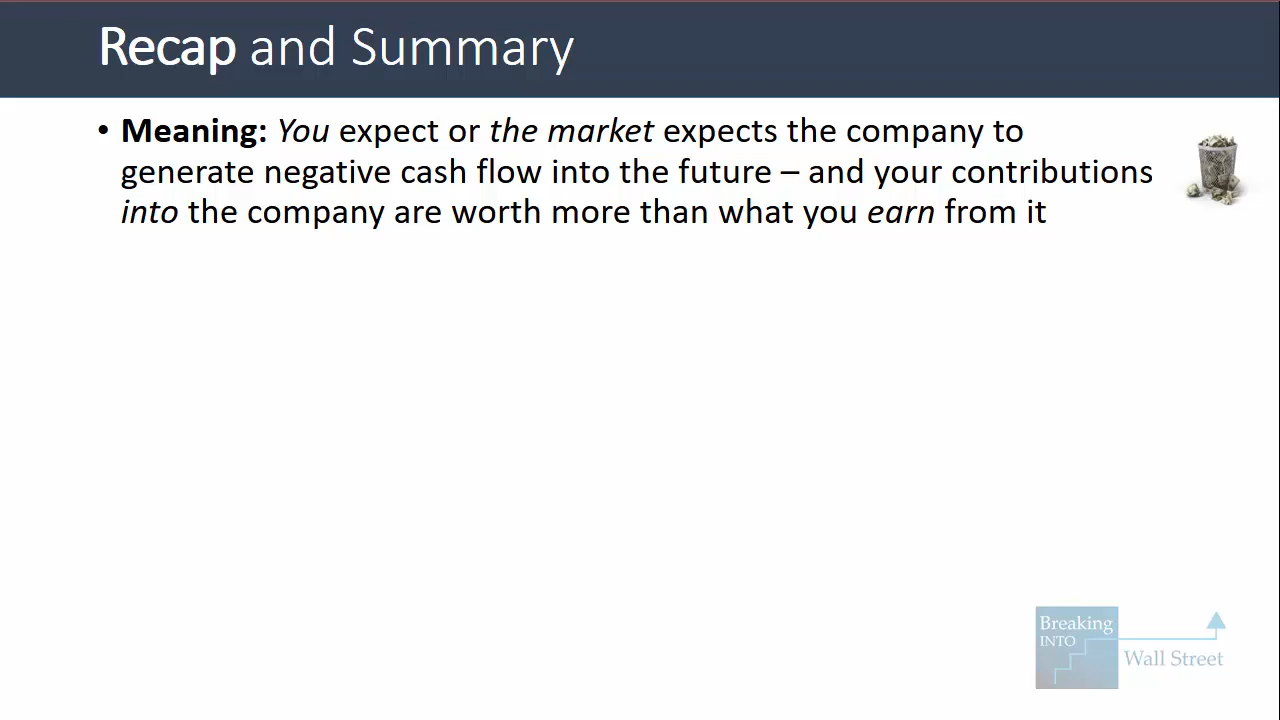 Recap and Summary
• Meaning: You expect or the market expects the company to
generate negative cash flow into the future – and your contributions
into the company are worth more than what you earn from it
Breaking
INTO
Wall Street